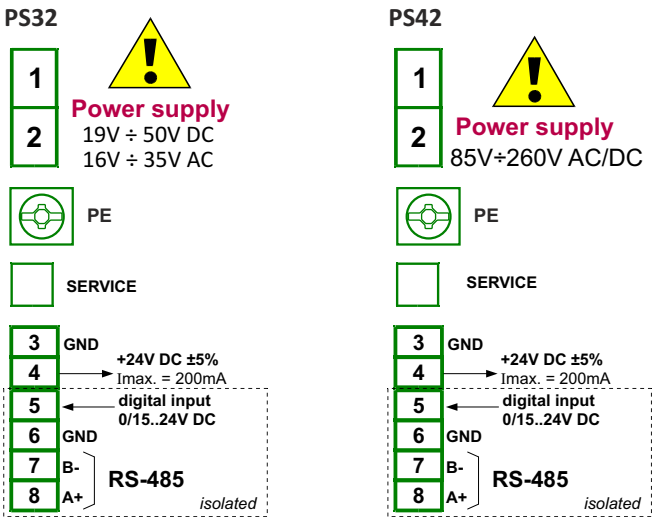 PS32
1
2
Power supply
19V ÷ 50V DC
16V ÷ 35V AC
PE
SERVICE
3 GND
4 +24V DC ±5%
Imax. = 200mA
5 digital input
0/15..24V DC
6 GND
7 B-
8 A+
RS-485
isolated
PS42
1
2
Power supply
85V÷260V AC/DC
PE
SERVICE
3 GND
4 +24V DC ±5%
Imax. = 200mA
5 digital input
0/15..24V DC
6 GND
7 B-
8 A+
RS-485
isolated